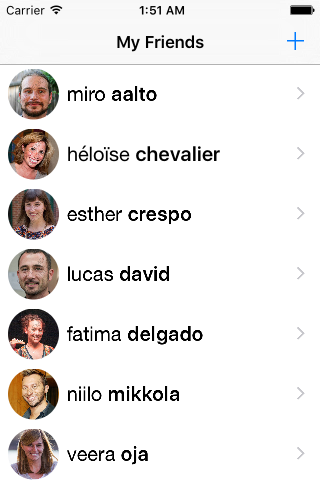 Carrier 1:51 AM
My Friends +
miro aalto
héloïse chevalier
esther crespo
lucas david
fatima delgado
niilo mikkola
veera oja